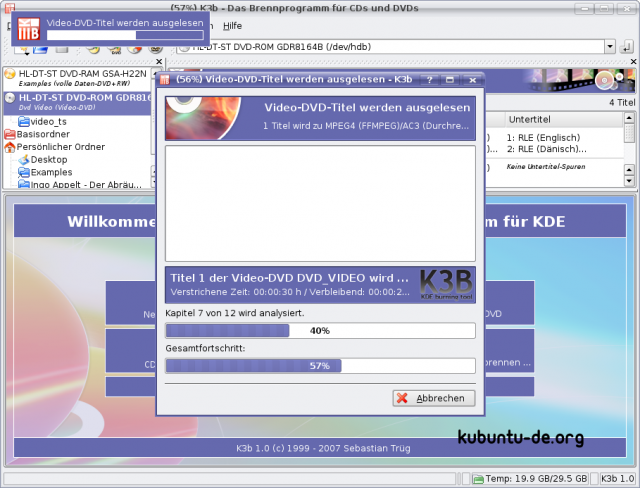 (57%) K3b - Das Brennprogramm für CDs und DVDs
Video-DVD-Titel werden ausgelesen
Hilfe
HL-DT-ST DVD-ROM GDR8164B (/dev/hdb)
HL-DT-ST DVD-RAM GSA-H22N
Examples (volle Daten-DVD+RW)
HL-DT-ST DVD-ROM GDR816
Dvd Video (Video-DVD)
video_ts
Basisordner
Persönlicher Ordner
Desktop
Examples
Ingo Appelt - Der Abräu...
4 Titel
Untertitel
1: RLE (Englisch)
2: RLE (Dänisch)...
Keine Untertitel-Spuren
(56%) Video-DVD-Titel werden ausgelesen - K3b
Video-DVD-Titel werden ausgelesen
1 Titel wird zu MPEG4 (FFMPEG)/AC3 (Durchre...
Titel 1 der Video-DVD DVD_VIDEO wird ...
Verstrichene Zeit: 00:00:30 h / Verbleibend: 00:00:2...
K3B
KDE burning tool
Kapitel 7 von 12 wird analysiert.
40%
Gesamtfortschritt:
57%
Abbrechen
Willkomme
m für KDE
Ne
DVD
CD
brennen ...
kubuntu-de.org
K3b 1.0 (c) 1999 - 2007 Sebastian Trüg
Temp: 19.9 GB/29.5 GB
K3b 1.0